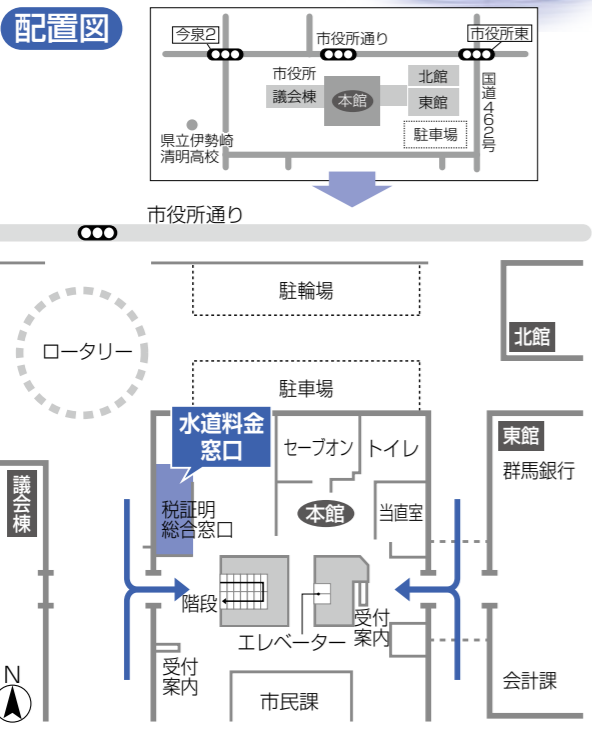 配置図
今泉2
市役所通り
市役所東
市役所
議会棟
本館
北館
東館
駐車場
国道462号
県立伊勢崎
清明高校
市役所通り
駐輪場
ロータリー
北館
駐車場
水道料金
窓口
セーブオン
トイレ
東館
群馬銀行
議会棟
税証明
総合窓口
本館
当直室
階段
エレベーター
受付
案内
受付
案内
市民課
会計課
N